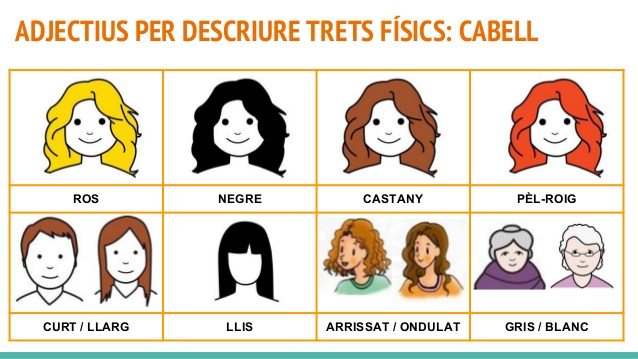 ADJECTIUS PER DESCRIURE TRETS FÍSICS: CABELL
ROS
NEGRE
CASTANY
PÈL-ROIG
CURT / LLARG
LLIS
ARRISSAT / ONDULAT
GRIS / BLANC